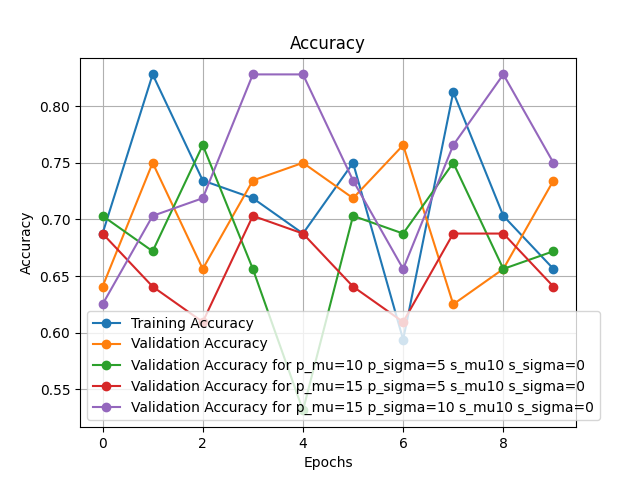 Accuracy
0.80
0.75
0.70
0.65
0.60
0.55
Accuracy
Training Accuracy
Validation Accuracy
Validation Accuracy for p_mu=10 p_sigma=5 s_mu10 s_sigma=0
Validation Accuracy for p_mu=15 p_sigma=5 s_mu10 s_sigma=0
Validation Accuracy for p_mu=15 p_sigma=10 s_mu10 s_sigma=0
0 2 4 6 8
Epochs